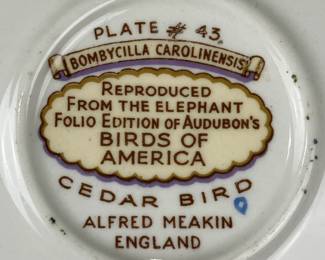 PLATE # 43.
BOMBYCILLA CAROLINENSIS
REPRODUCED
FROM THE ELEPHANT
FOLIO EDITION OF AUDUBON'S
BIRDS OF
AMERICA
CEDAR BIRD
ALFRED MEAKIN
ENGLAND